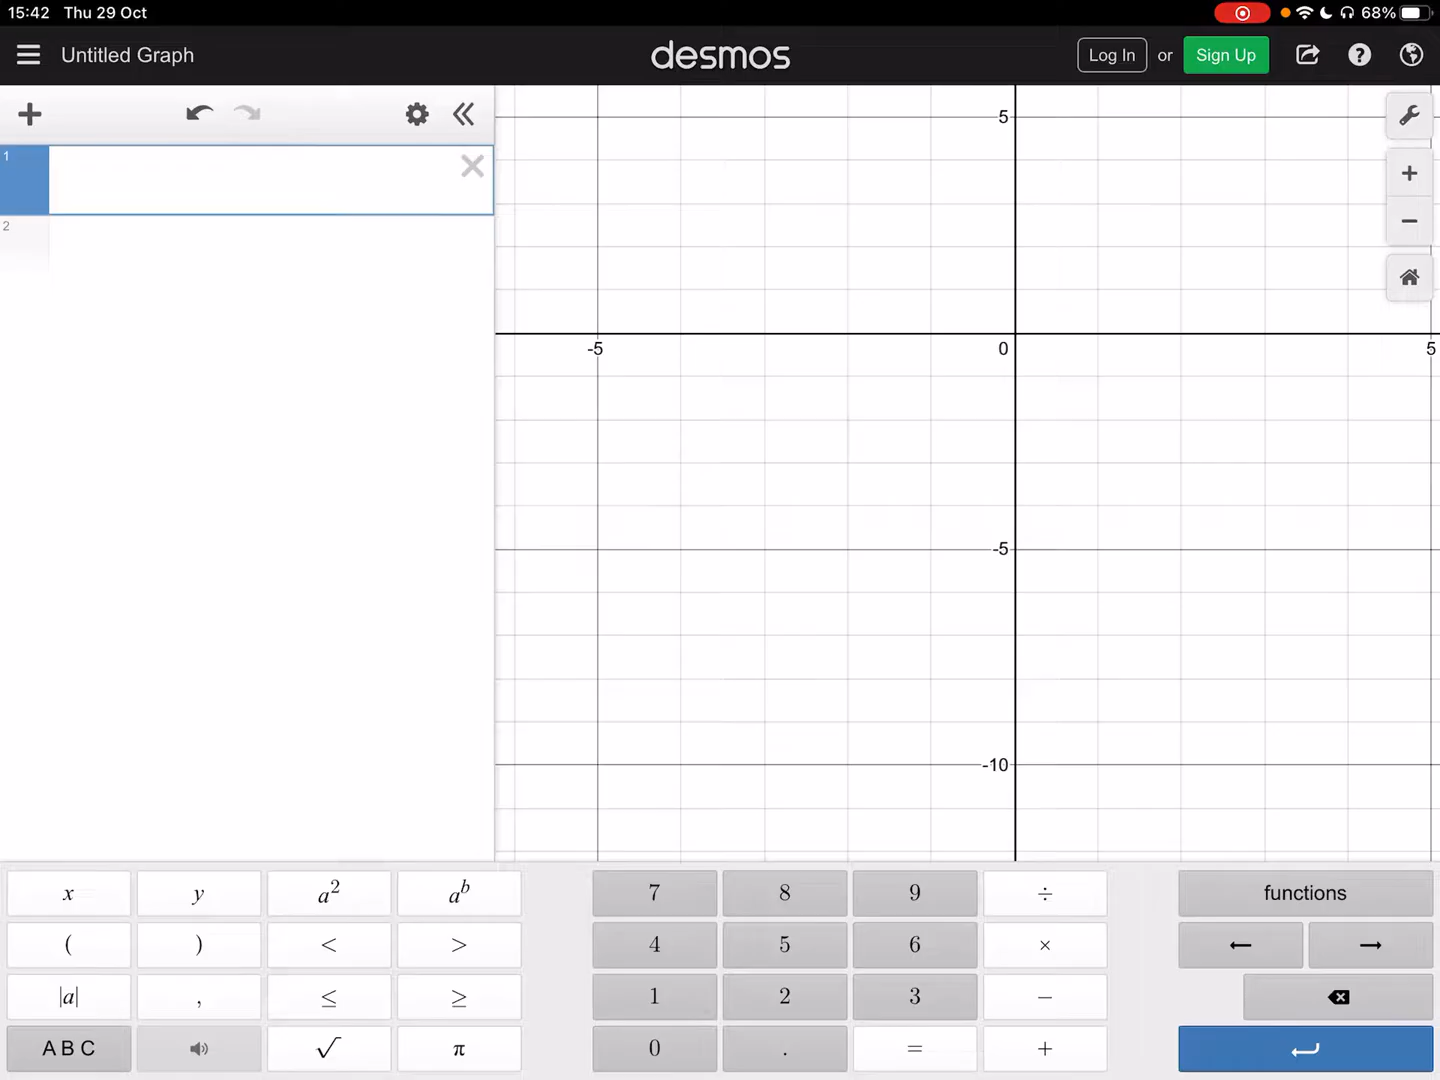 15:42 Thu 29 Oct 68%
Untitled Graph desmos Log In or Sign Up ?
1
2
5
-5 0 5
-5
-10
x y a² aᵇ 7 8 9 ÷ functions
( ) < > 4 5 6 × ← →
|a| , ≤ ≥ 1 2 3 −
A B C √ π 0 . = +